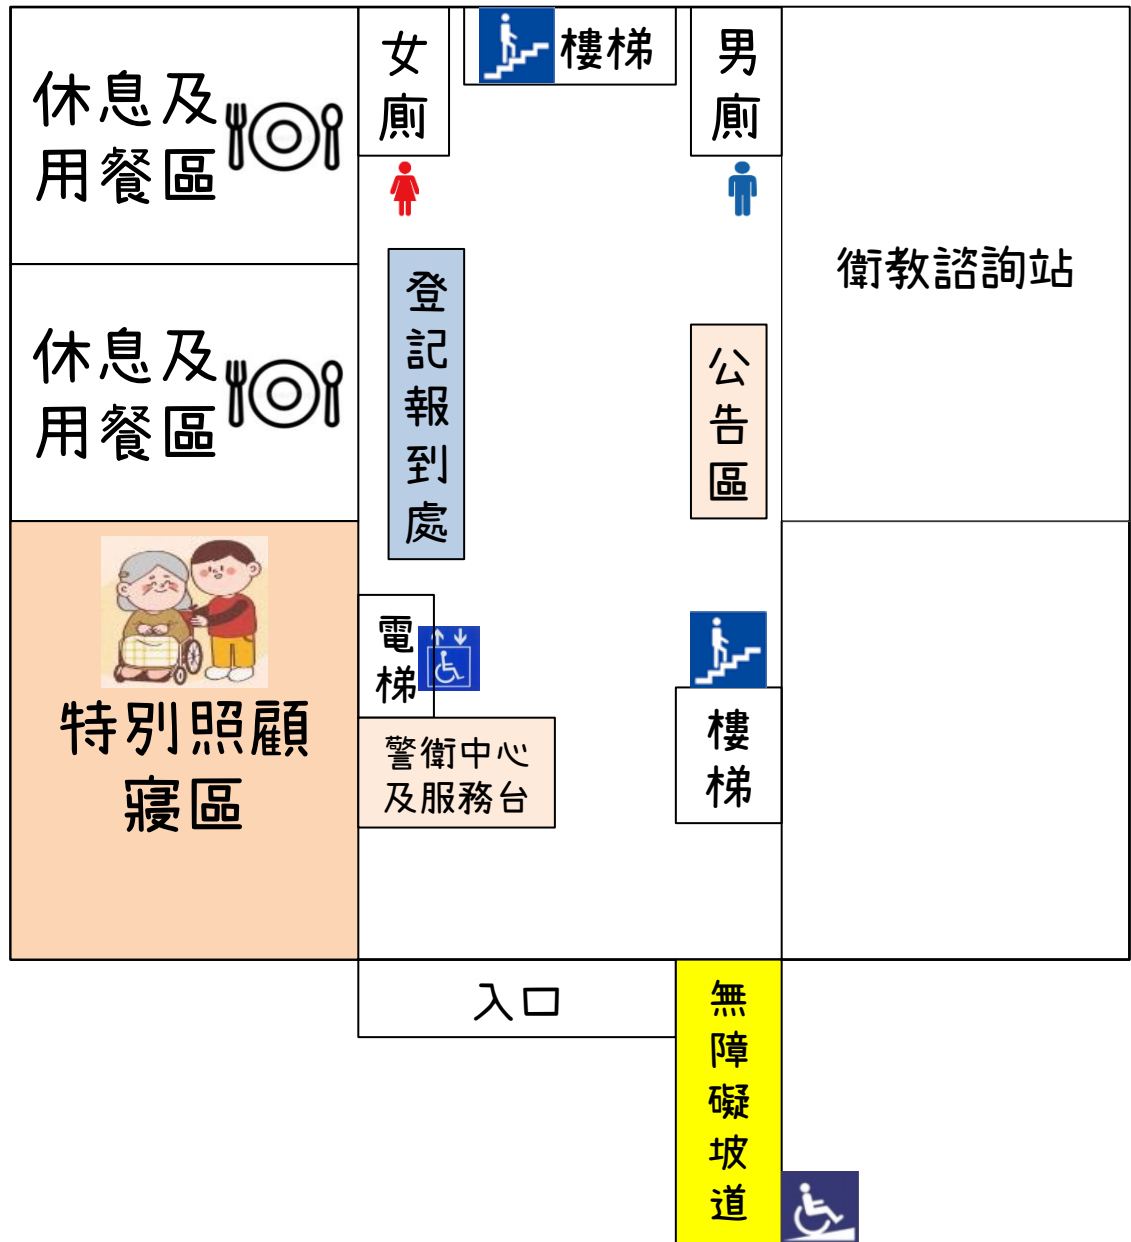 休息及
用餐區
女
廁
樓梯
男
廁
衛教諮詢站
休息及
用餐區
登
記
報
到
處
公
告
區
特別照顧
寢區
電
梯
警衛中心
及服務台
樓
梯
入口
無
障
礙
坡
道